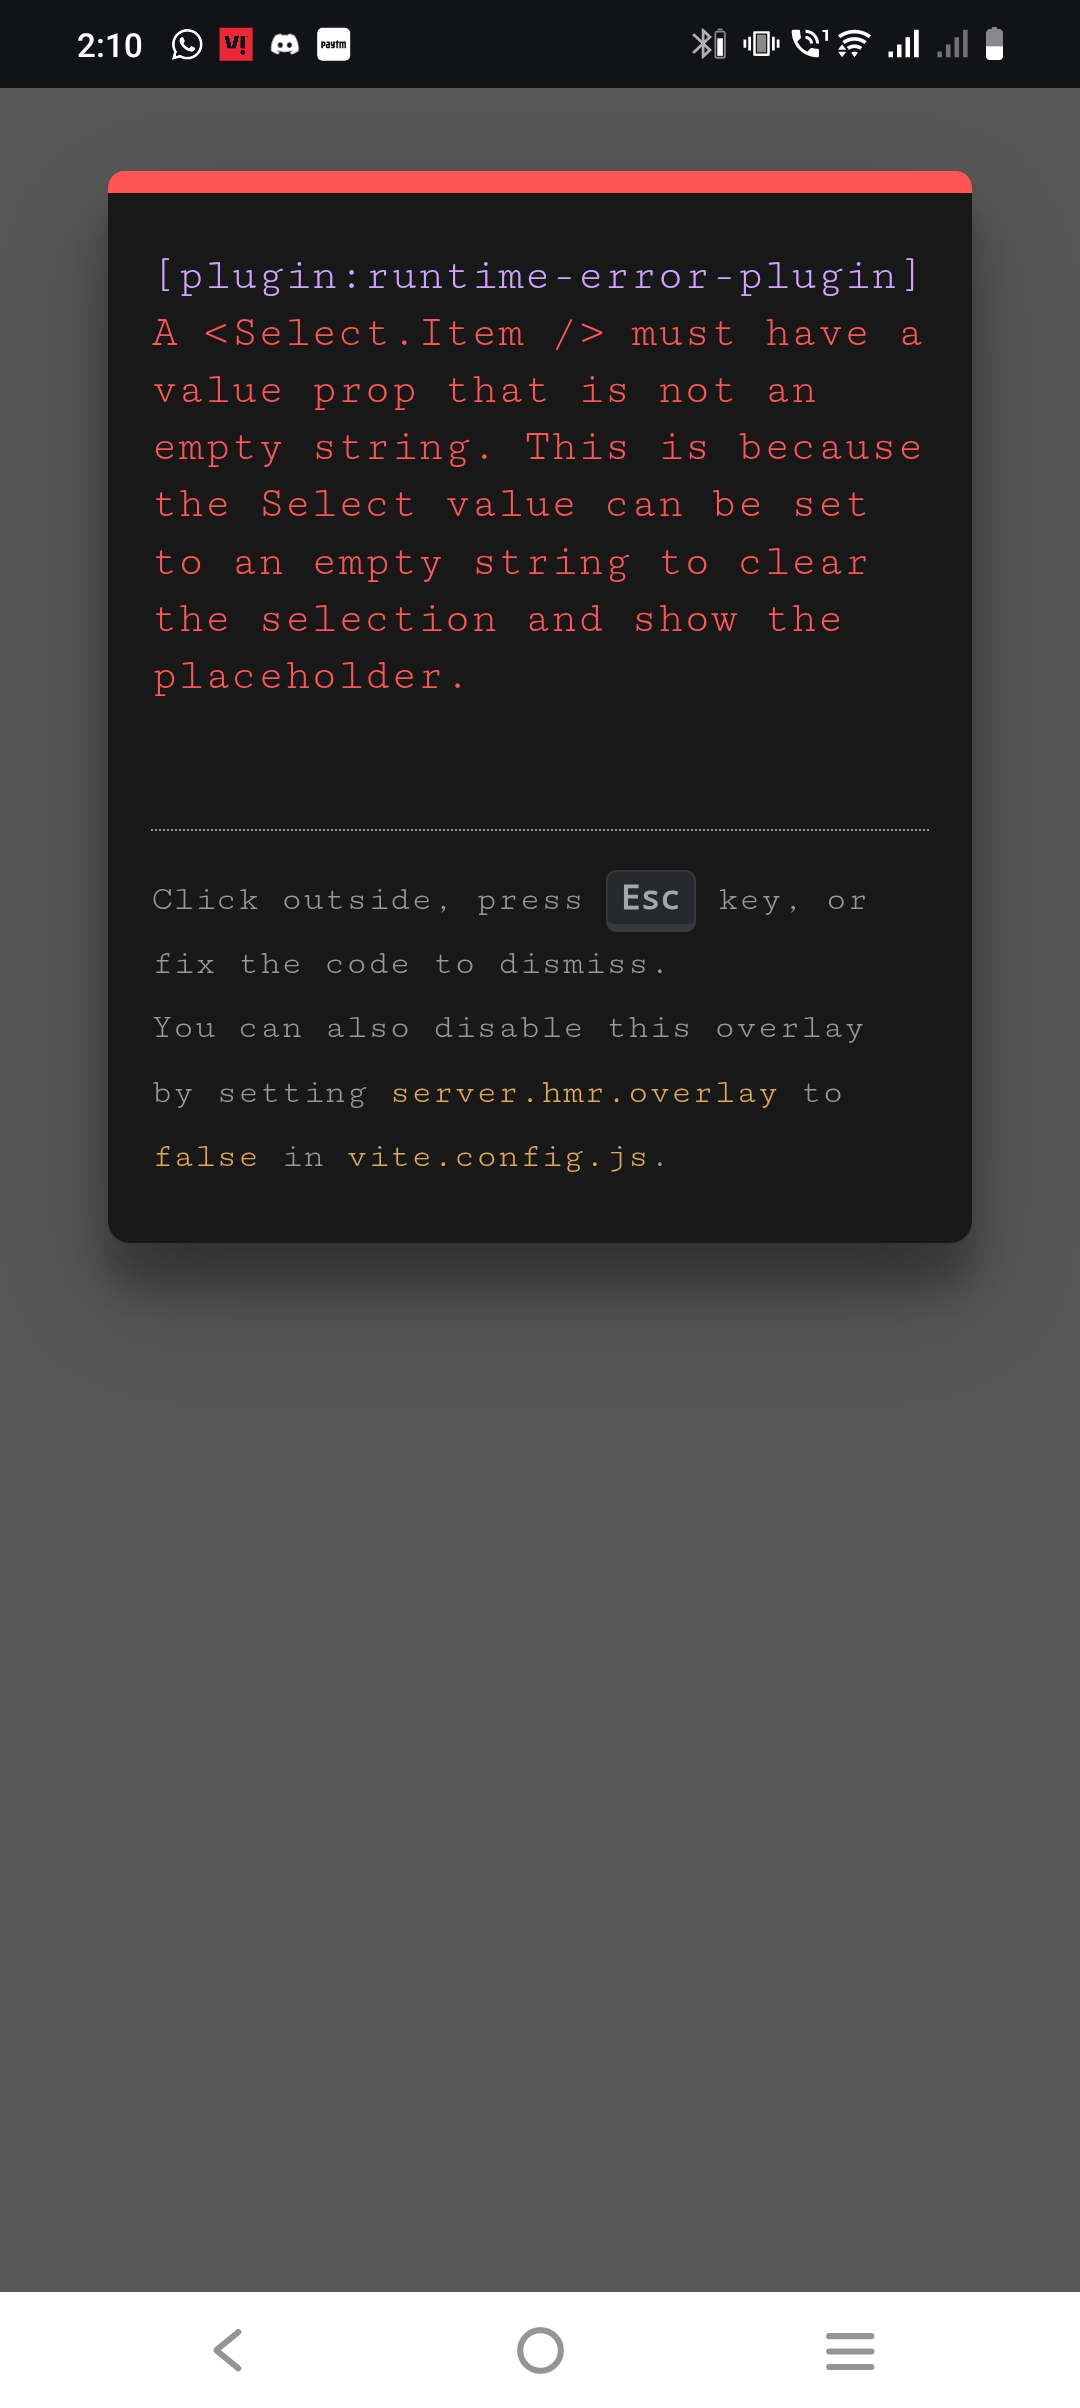 2:10
V!
paytm
1
[plugin:runtime-error-plugin]
A <Select.Item /> must have a
value prop that is not an
empty string. This is because
the Select value can be set
to an empty string to clear
the selection and show the
placeholder.
Click outside, press Esc key, or
fix the code to dismiss.
You can also disable this overlay
by setting server.hmr.overlay to
false in vite.config.js.